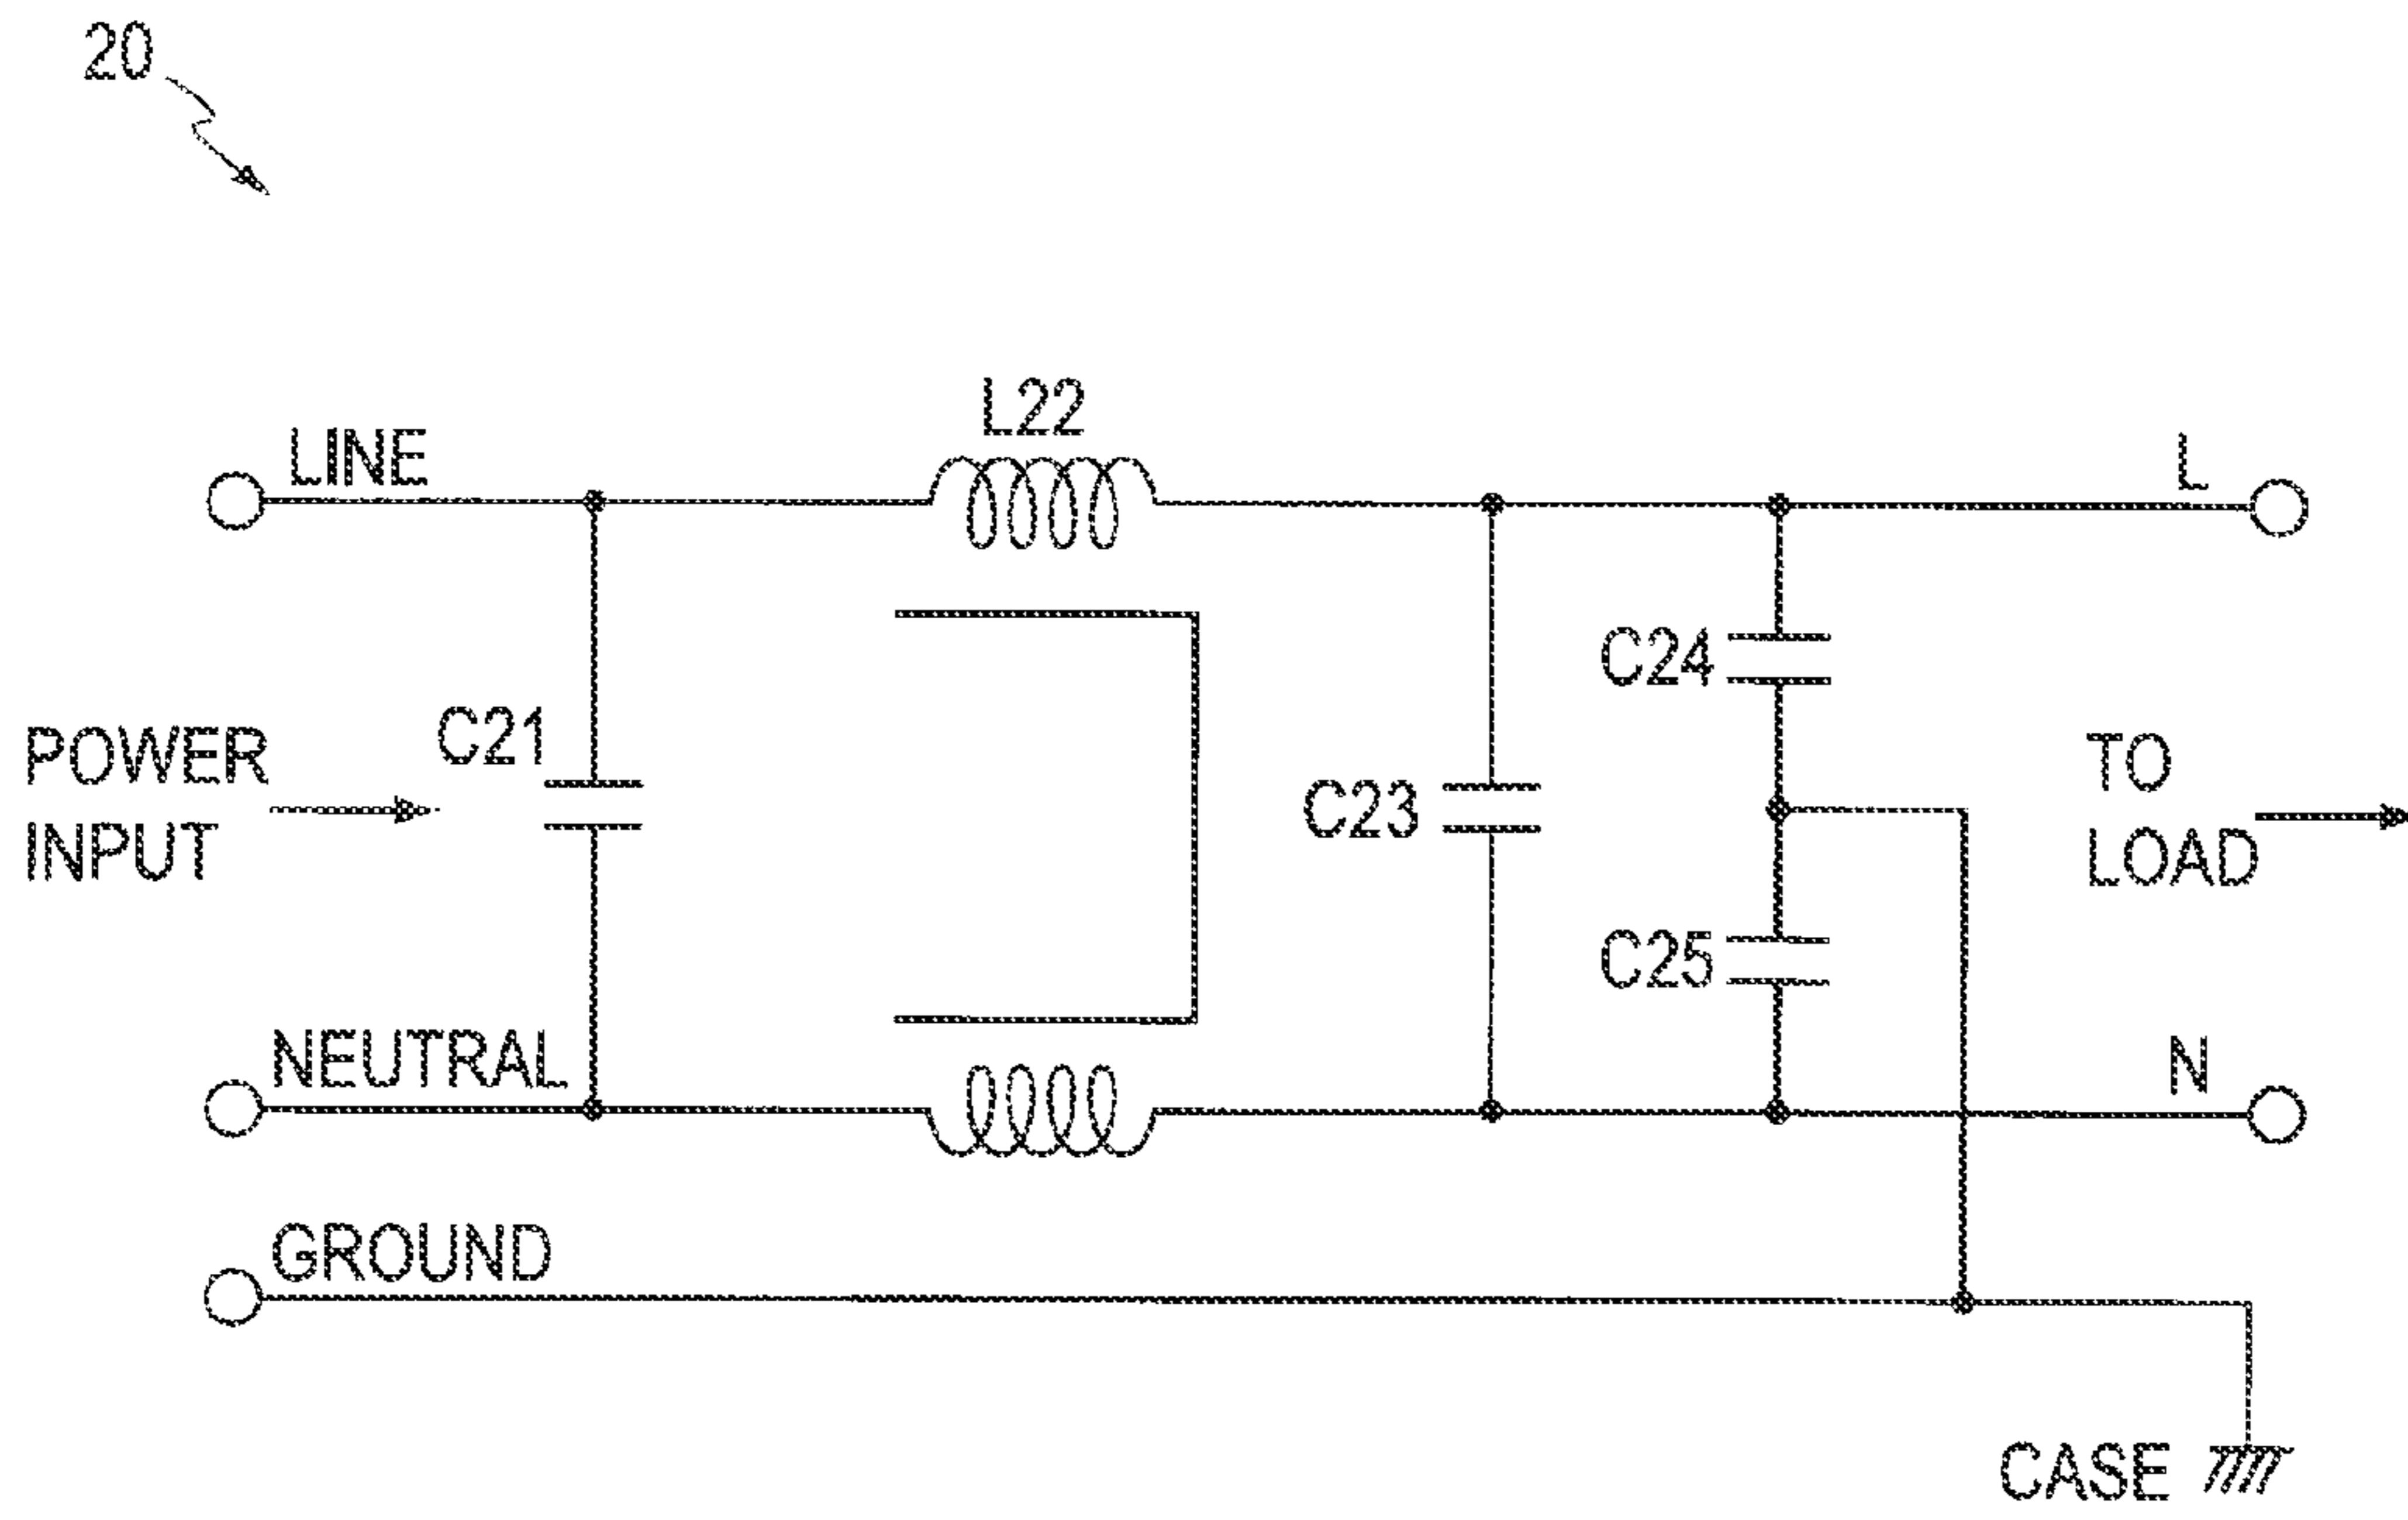 20
L22
LINE
L
C24
C21
POWER
INPUT
C23
TO
LOAD
C25
NEUTRAL
N
GROUND
CASE